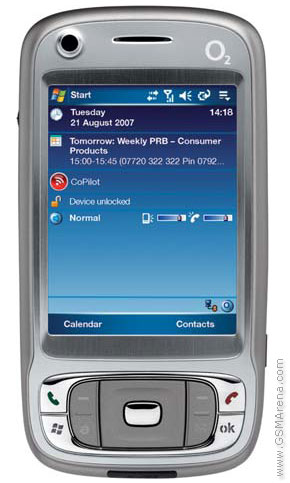 O2
Start
Tuesday 14:18
21 August 2007
Tomorrow: Weekly PRB – Consumer
Products
15:00-15:45 (07720 322 322 Pin 0792...
CoPilot
Device unlocked
Normal
Calendar Contacts
ok
www.GSMArena.com